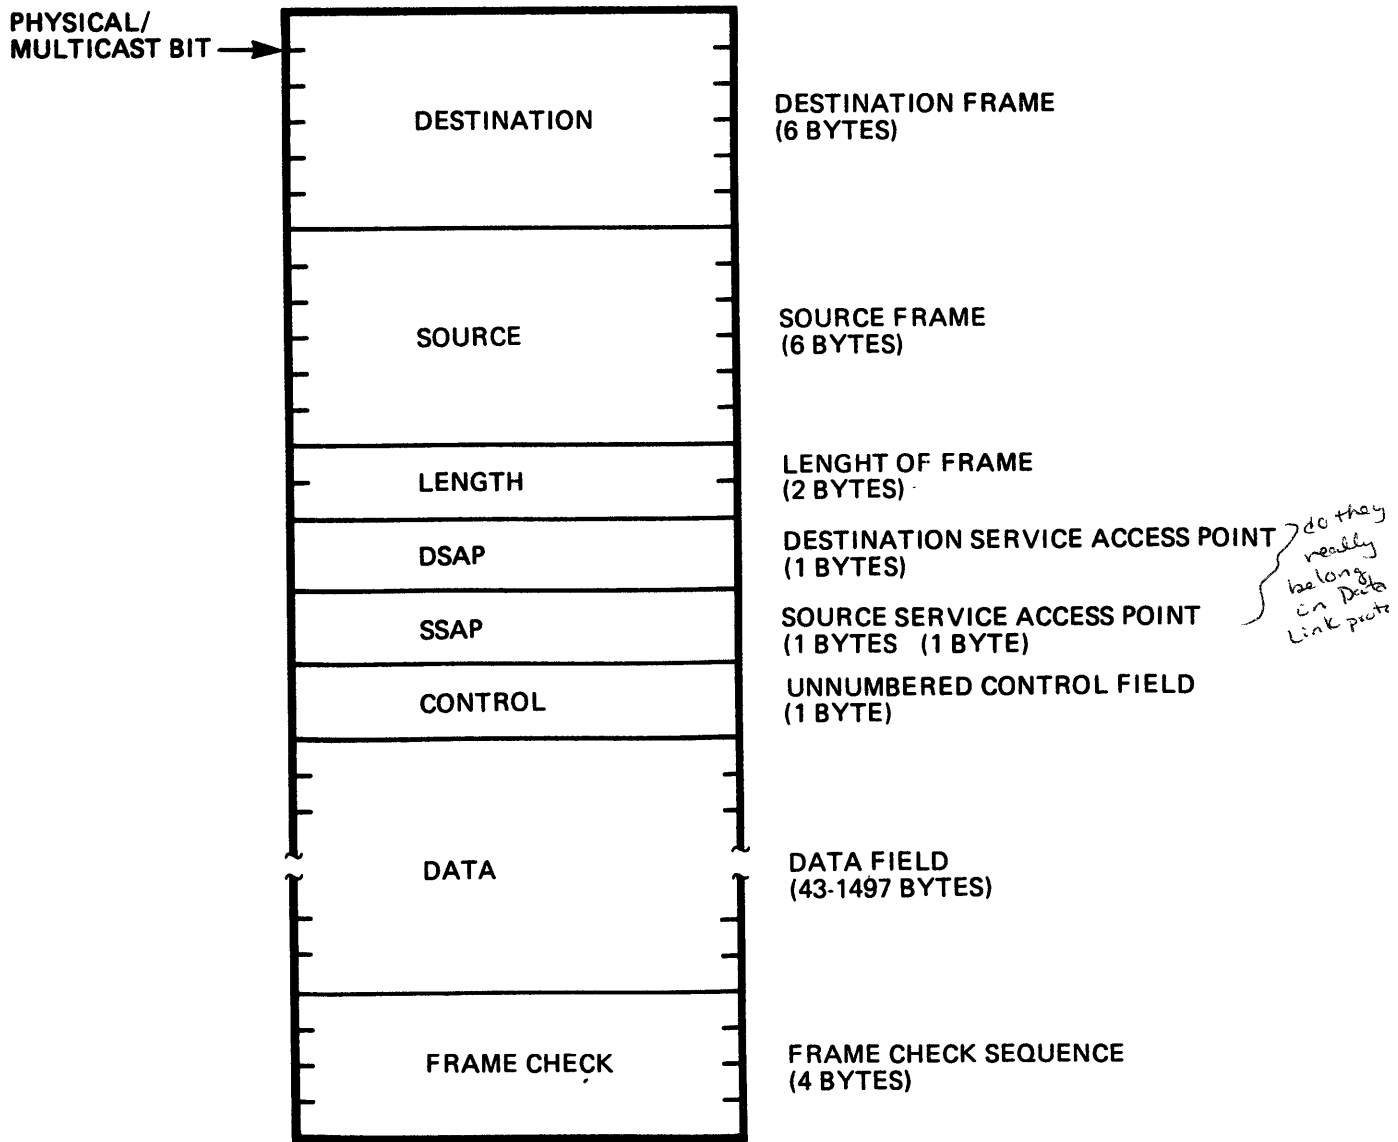 PHYSICAL/
MULTICAST BIT
DESTINATION
DESTINATION FRAME
(6 BYTES)
SOURCE
SOURCE FRAME
(6 BYTES)
LENGTH
LENGHT OF FRAME
(2 BYTES)
DSAP
DESTINATION SERVICE ACCESS POINT
(1 BYTES)
SSAP
SOURCE SERVICE ACCESS POINT
(1 BYTES (1 BYTE)
do they
really
belong
in Data
Link
CONTROL
UNNUMBERED CONTROL FIELD
(1 BYTE)
DATA
DATA FIELD
(43-1497 BYTES)
FRAME CHECK
FRAME CHECK SEQUENCE
(4 BYTES)